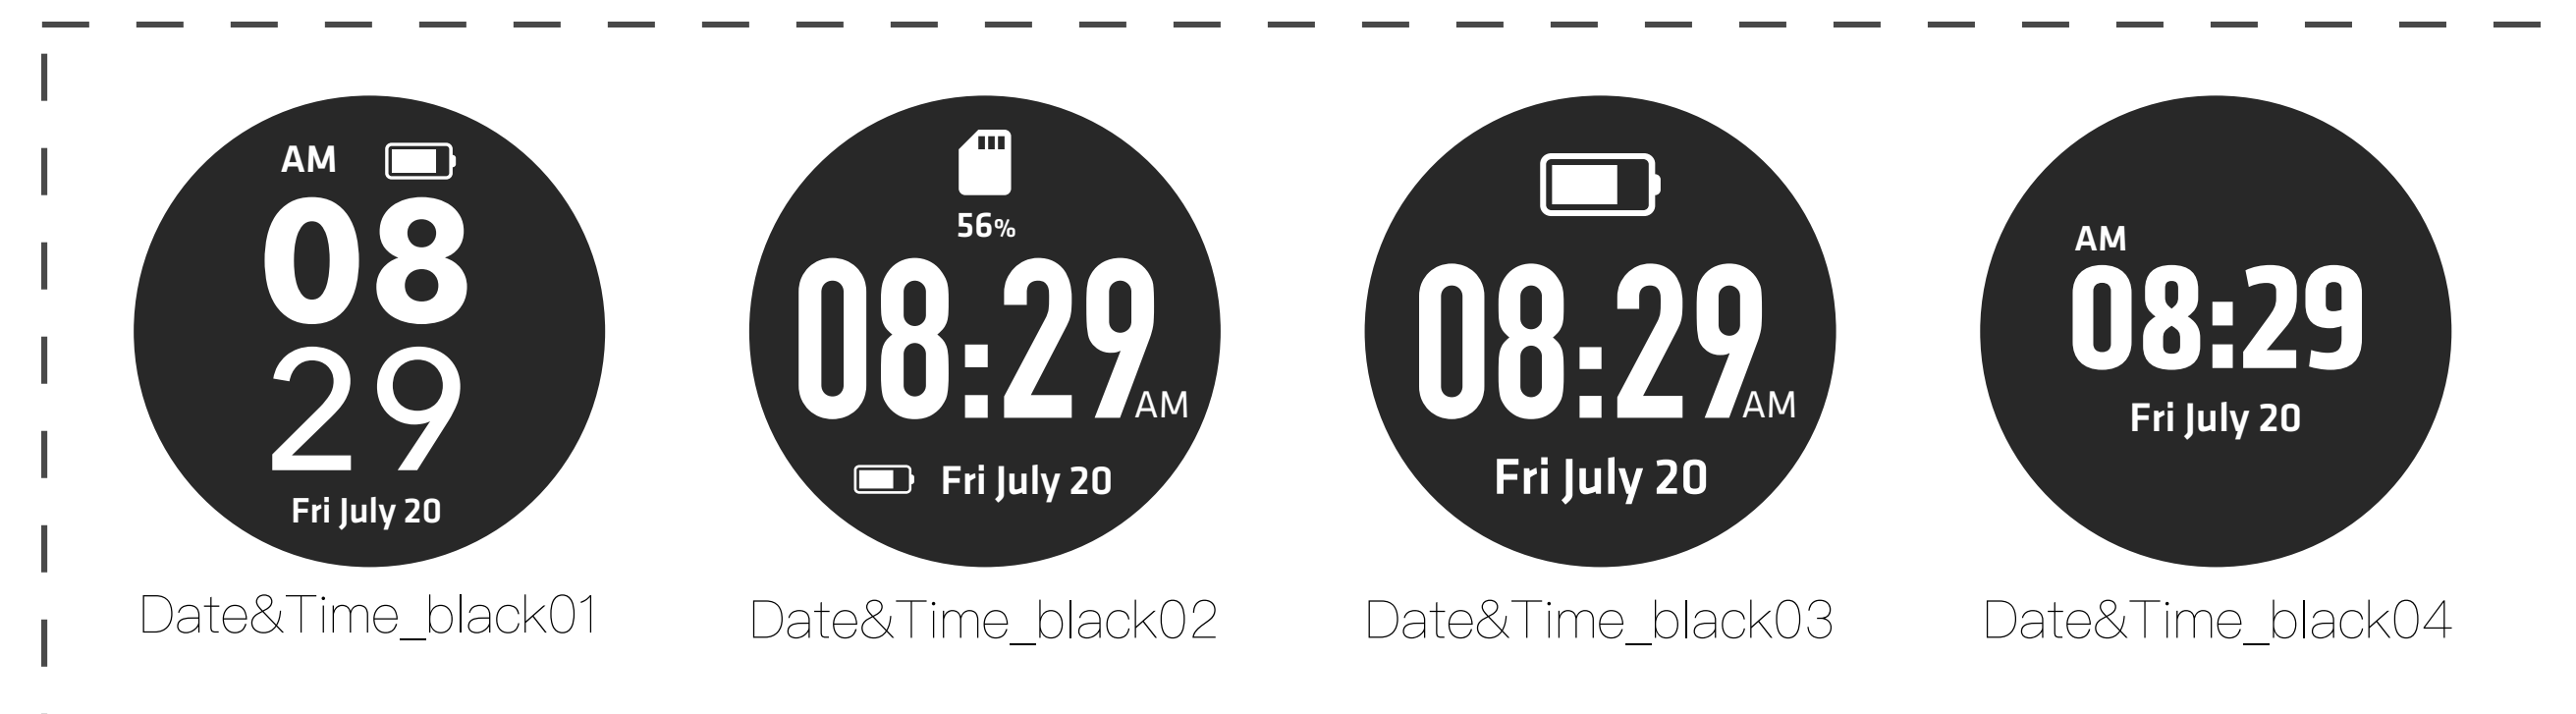 AM
08
29
Fri July 20
Date&Time_black01
56%
08:29AM
Fri July 20
Date&Time_black02
08:29AM
Fri July 20
Date&Time_black03
AM
08:29
Fri July 20
Date&Time_black04